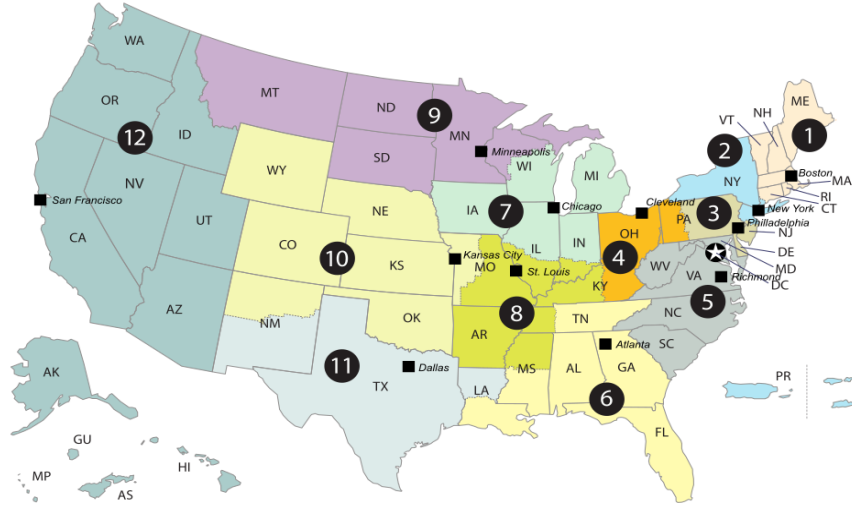 WA
ME
MT
ND
VT
NH
OR
9
1
12
ID
MN
2
Minneapolis
SD
WI
MI
Boston
WY
NY
MA
NV
Cleveland
RI
San Francisco
IA
7
Chicago
3
New York
CT
NE
PA
Philladelphia
UT
OH
NJ
CA
CO
10
IL
IN
4
DE
Kansas City
MO
WV
MD
KS
St. Louis
VA
Richmond
DC
KY
5
AZ
OK
8
TN
NC
NM
AR
SC
Atlanta
11
Dallas
MS
AL
GA
AK
TX
LA
PR
6
GU
FL
HI
MP
AS